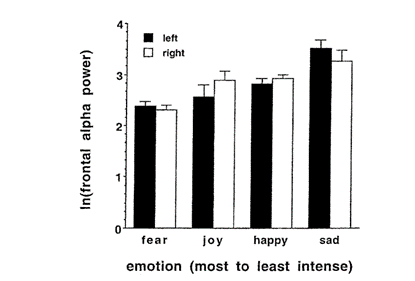 4
left
right
3
2
1
0
ln(frontal alpha power)
fear joy happy sad
emotion (most to least intense)